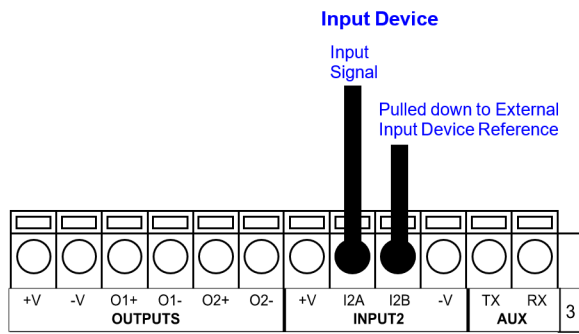 Input Device
Input
Signal
Pulled down to External
Input Device Reference
+V -V O1+ O1- O2+ O2- +V I2A I2B -V TX RX
OUTPUTS INPUT2 AUX 3